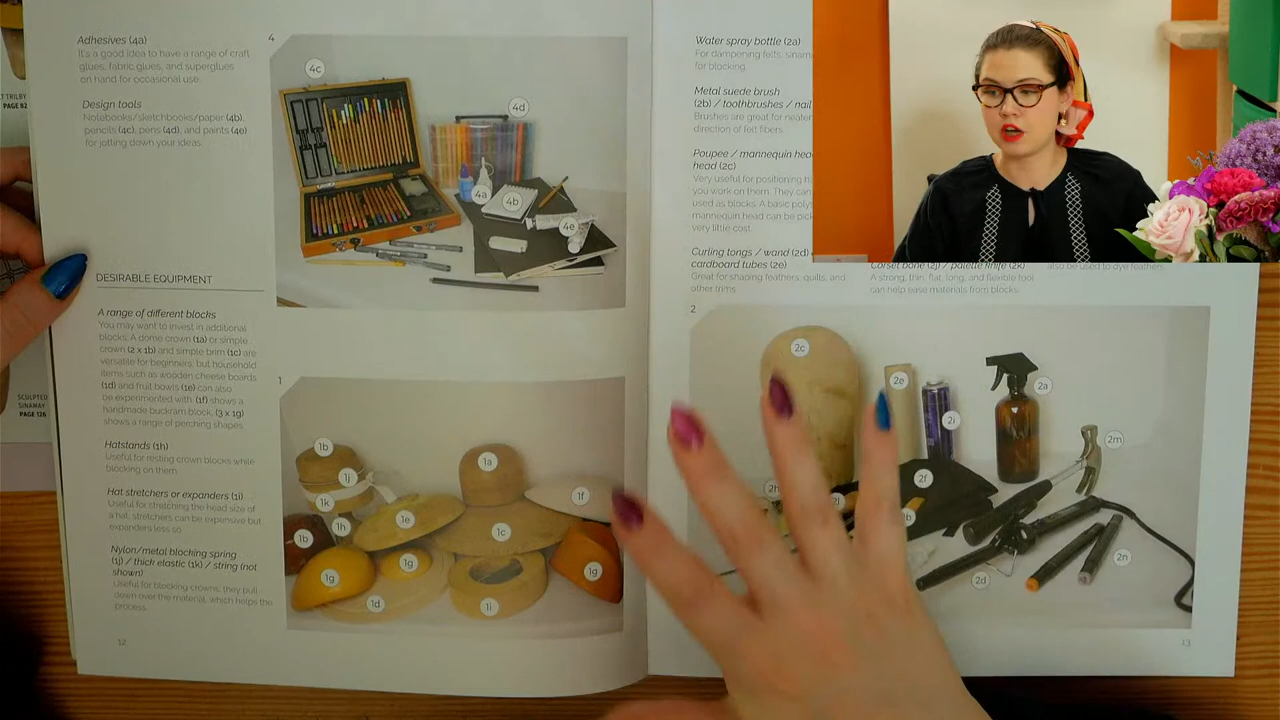 T TRILBY
PAGE 82
SCULPTED
SINAMAY
PAGE 126
Adhesives (4a)
It's a good idea to have a range of craft
glues, fabric glues, and superglues
on hand for occasional use.
Design tools
Notebooks/sketchbooks/paper (4b),
pencils (4c), pens (4d), and paints (4e)
for jotting down your ideas.
4
4c
4d
4a
4b
4e
DESIRABLE EQUIPMENT
A range of different blocks
You may want to invest in additional
blocks. A dome crown (1a) or simple
crown (2 x 1b) and simple brim (1c) are
versatile for beginners, but household
items such as wooden cheese boards
(1d) and fruit bowls (1e) can also
be experimented with. (1f) shows a
handmade buckram block, (3 x 1g)
shows a range of perching shapes.
Hatstands (1h)
Useful for resting crown blocks while
blocking on them.
Hat stretchers or expanders (1i)
Useful for stretching the head size of
a hat, stretchers can be expensive but
expanders less so.
Nylon/metal blocking spring
(1j) / thick elastic (1k) / string (not
shown)
Useful for blocking crowns; they pull
down over the material, which helps the
process.
1
1b
1j
1k
1a
1f
1h
1e
1c
1b
1g
1g
1g
1d
1i
12
Water spray bottle (2a)
For dampening felts, sinam
for blocking.
Metal suede brush
(2b) / toothbrushes / nail
Brushes are great for neater
direction of felt fibers.
Poupee / mannequin hea
head (2c)
Very useful for positioning h
you work on them. They can
used as blocks. A basic poly
mannequin head can be pick
very little cost.
Curling tongs / wand (2d)
cardboard tubes (2e)
Great for shaping feathers, quills, and
other trims.
Corset bone (2j) / palette knife (2k)
A strong, thin, flat, long, and flexible tool
can help ease materials from blocks.
also be used to dye feathers.
2
2c
2e
2i
2a
2m
2f
2h
2d
2n
13